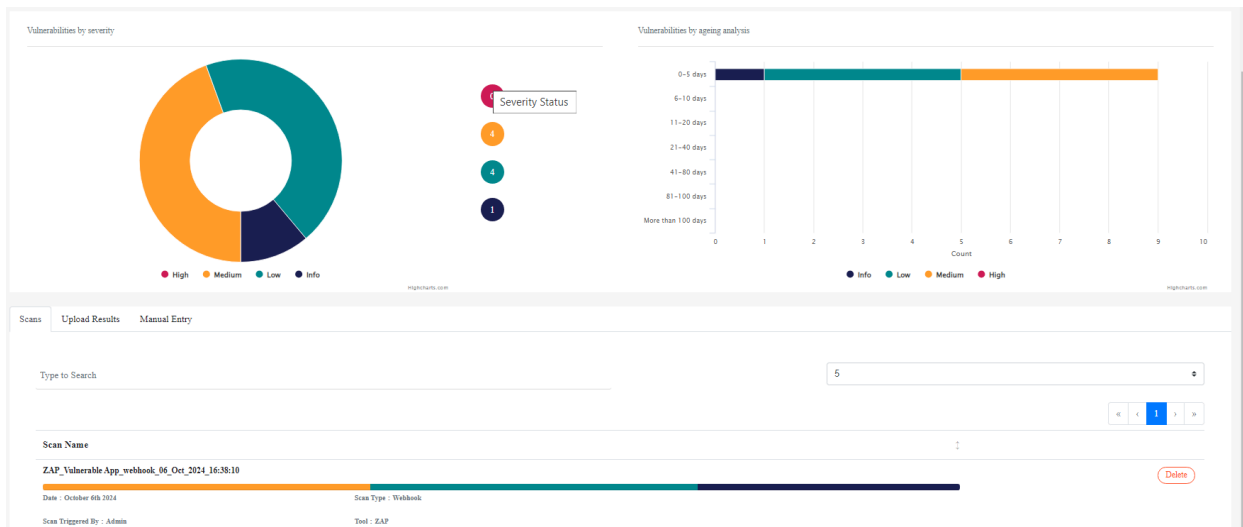 Vulnerabilities by severity
Severity Status
4
4
1
High Medium Low Info
Highcharts.com
Vulnerabilities by ageing analysis
0-5 days
6-10 days
11-20 days
21-40 days
41-80 days
81-100 days
More than 100 days
0 1 2 3 4 5 6 7 8 9 10
Count
Info Low Medium High
Highcharts.com
Scans Upload Results Manual Entry
Type to Search
5
« ‹ 1 › »
Scan Name
ZAP_Vulnerable App_webhook_06_Oct_2024_16:38:10
Delete
Date : October 6th 2024 Scan Type : Webhook
Scan Triggered By : Admin Tool : ZAP